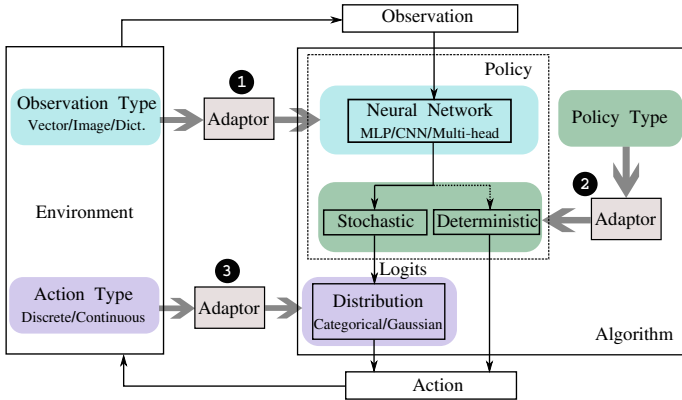 Observation
Policy
1
Observation Type
Vector/Image/Dict.
Adaptor
Neural Network
MLP/CNN/Multi-head
Policy Type
2
Environment
Stochastic
Deterministic
Adaptor
3
Logits
Action Type
Discrete/Continuous
Adaptor
Distribution
Categorical/Gaussian
Algorithm
Action